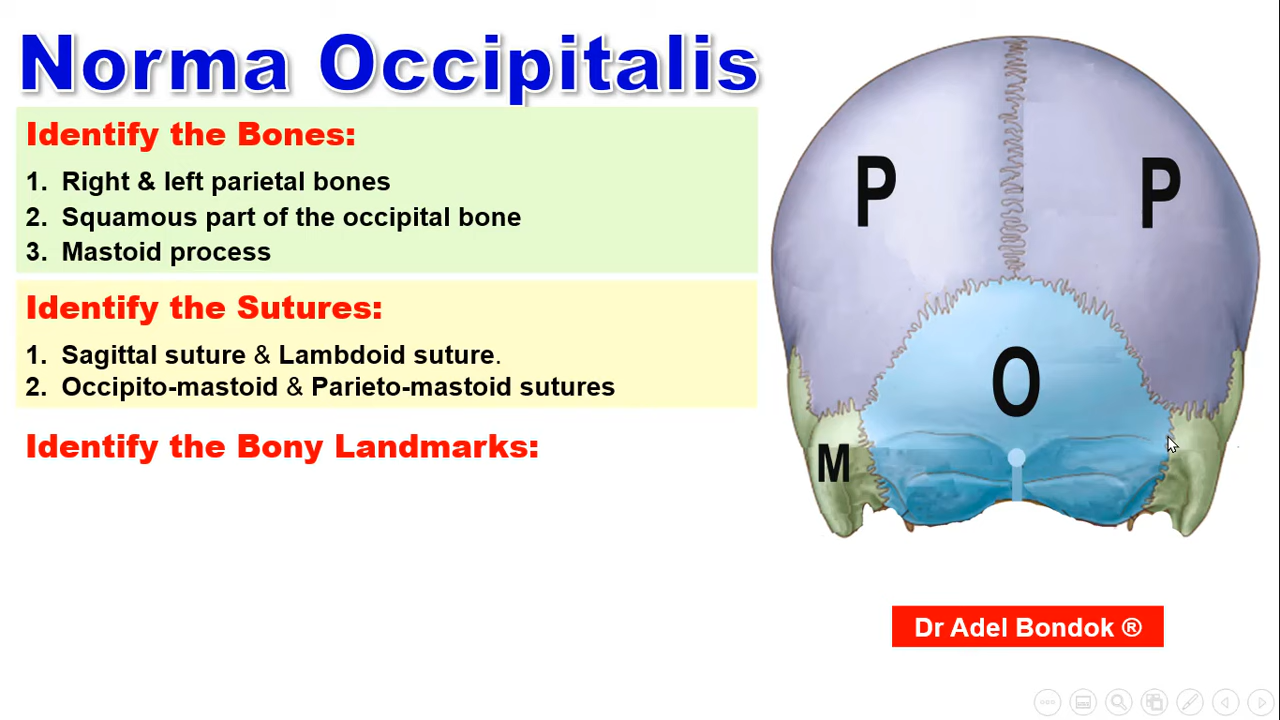 Norma Occipitalis
Identify the Bones:
1. Right & left parietal bones
2. Squamous part of the occipital bone
3. Mastoid process
Identify the Sutures:
1. Sagittal suture & Lambdoid suture.
2. Occipito-mastoid & Parieto-mastoid sutures
Identify the Bony Landmarks:
P
P
O
M
Dr Adel Bondok ®